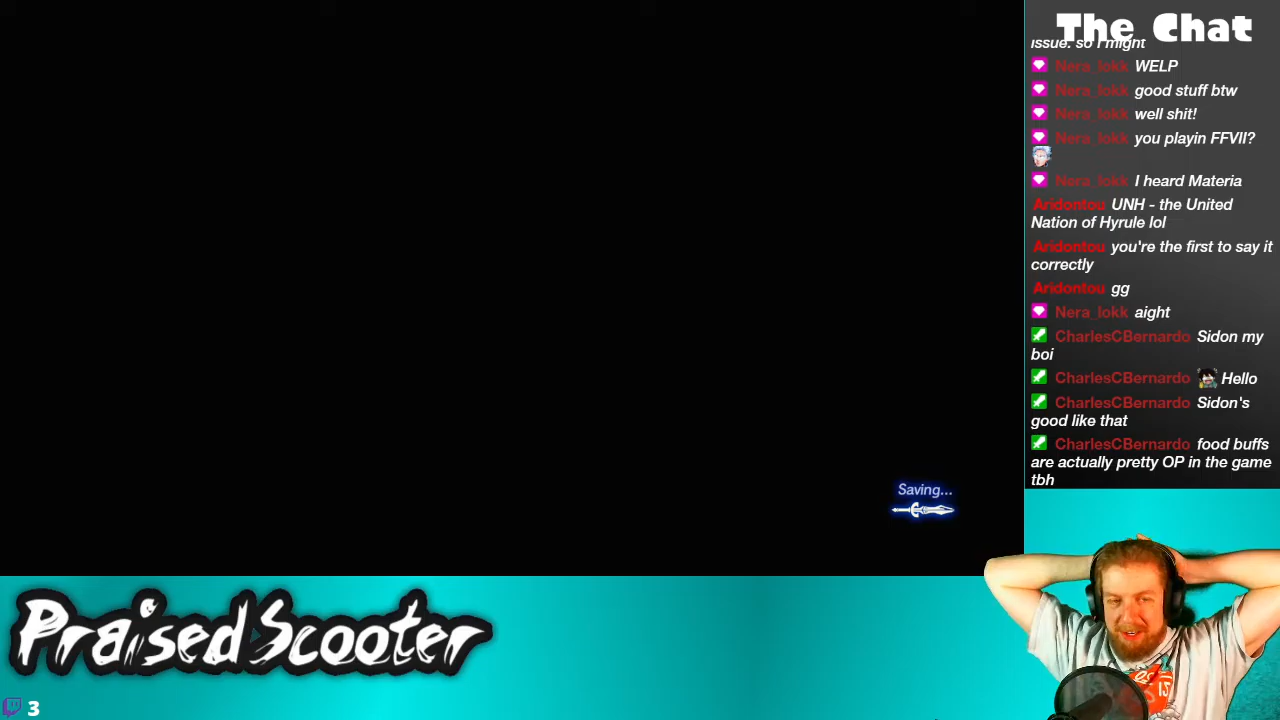 The Chat
issue. so I might
Nera_lokk WELP
Nera_lokk good stuff btw
Nera_lokk well shit!
Nera_lokk you playin FFVII?
Nera_lokk I heard Materia
Aridontou UNH - the United
Nation of Hyrule lol
Aridontou you're the first to say it
correctly
Aridontou gg
Nera_lokk aight
CharlesCBernardo Sidon my
boi
CharlesCBernardo Hello
CharlesCBernardo Sidon's
good like that
CharlesCBernardo food buffs
are actually pretty OP in the game
tbh
Saving...
PraisedScooter
3